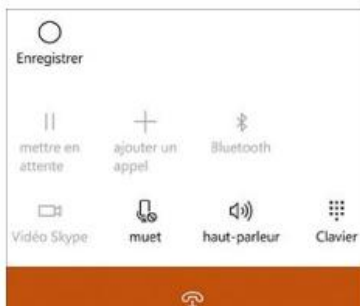 Enregistrer
mettre en
attente
ajouter un
appel
Bluetooth
Vidéo Skype
muet
haut-parleur
Clavier